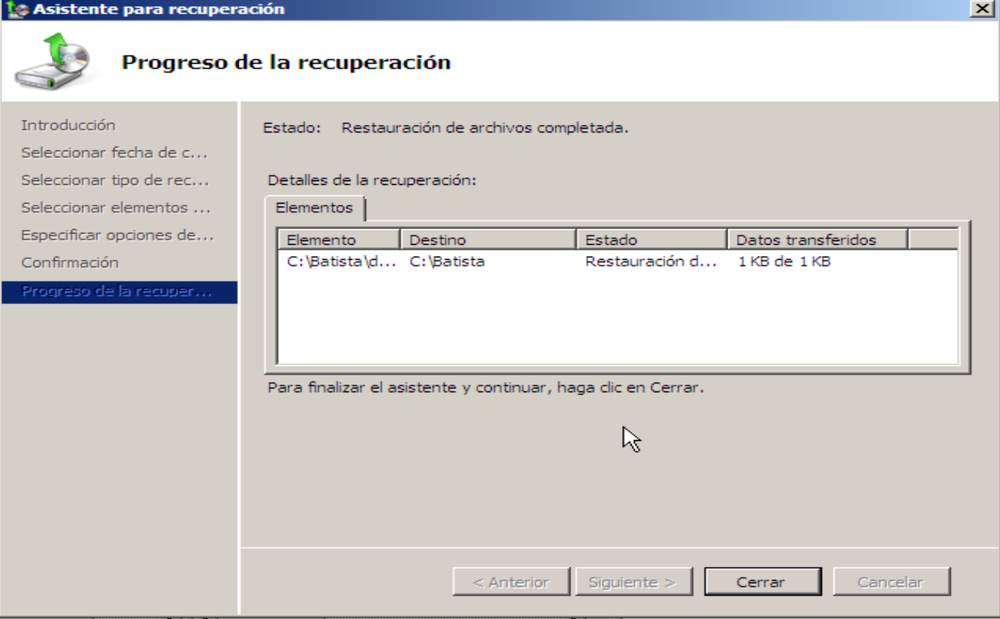 Asistente para recuperación
Progreso de la recuperación
Introducción
Seleccionar fecha de c...
Seleccionar tipo de rec...
Seleccionar elementos ...
Especificar opciones de...
Confirmación
Progreso de la recuper...
Estado: Restauración de archivos completada.
Detalles de la recuperación:
Elementos
Elemento Destino Estado Datos transferidos
C:\Batista\d... C:\Batista Restauración d... 1 KB de 1 KB
Para finalizar el asistente y continuar, haga clic en Cerrar.
< Anterior Siguiente > Cerrar Cancelar